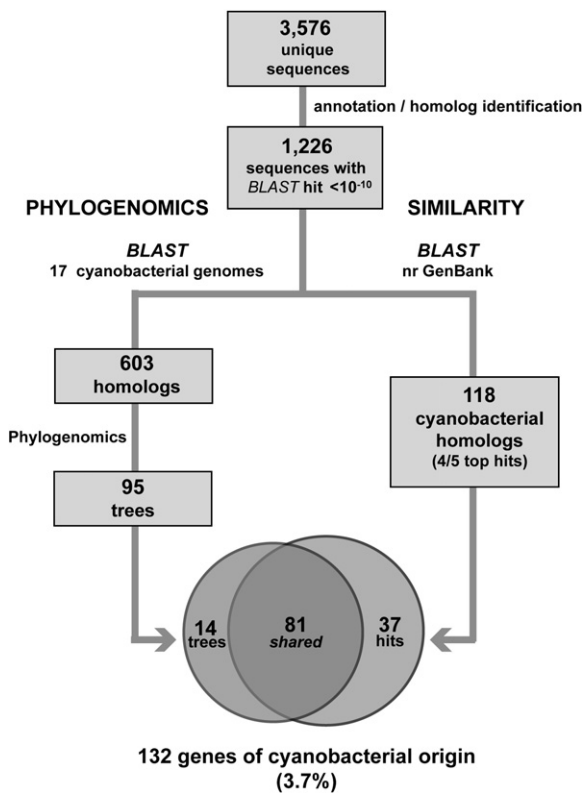 3,576
unique
sequences
annotation / homolog identification
1,226
sequences with
BLAST hit <10⁻¹⁰
PHYLOGENOMICS
BLAST
17 cyanobacterial genomes
SIMILARITY
BLAST
nr GenBank
603
homologs
Phylogenomics
95
trees
118
cyanobacterial
homologs
(4/5 top hits)
14
trees
81
shared
37
hits
132 genes of cyanobacterial origin
(3.7%)